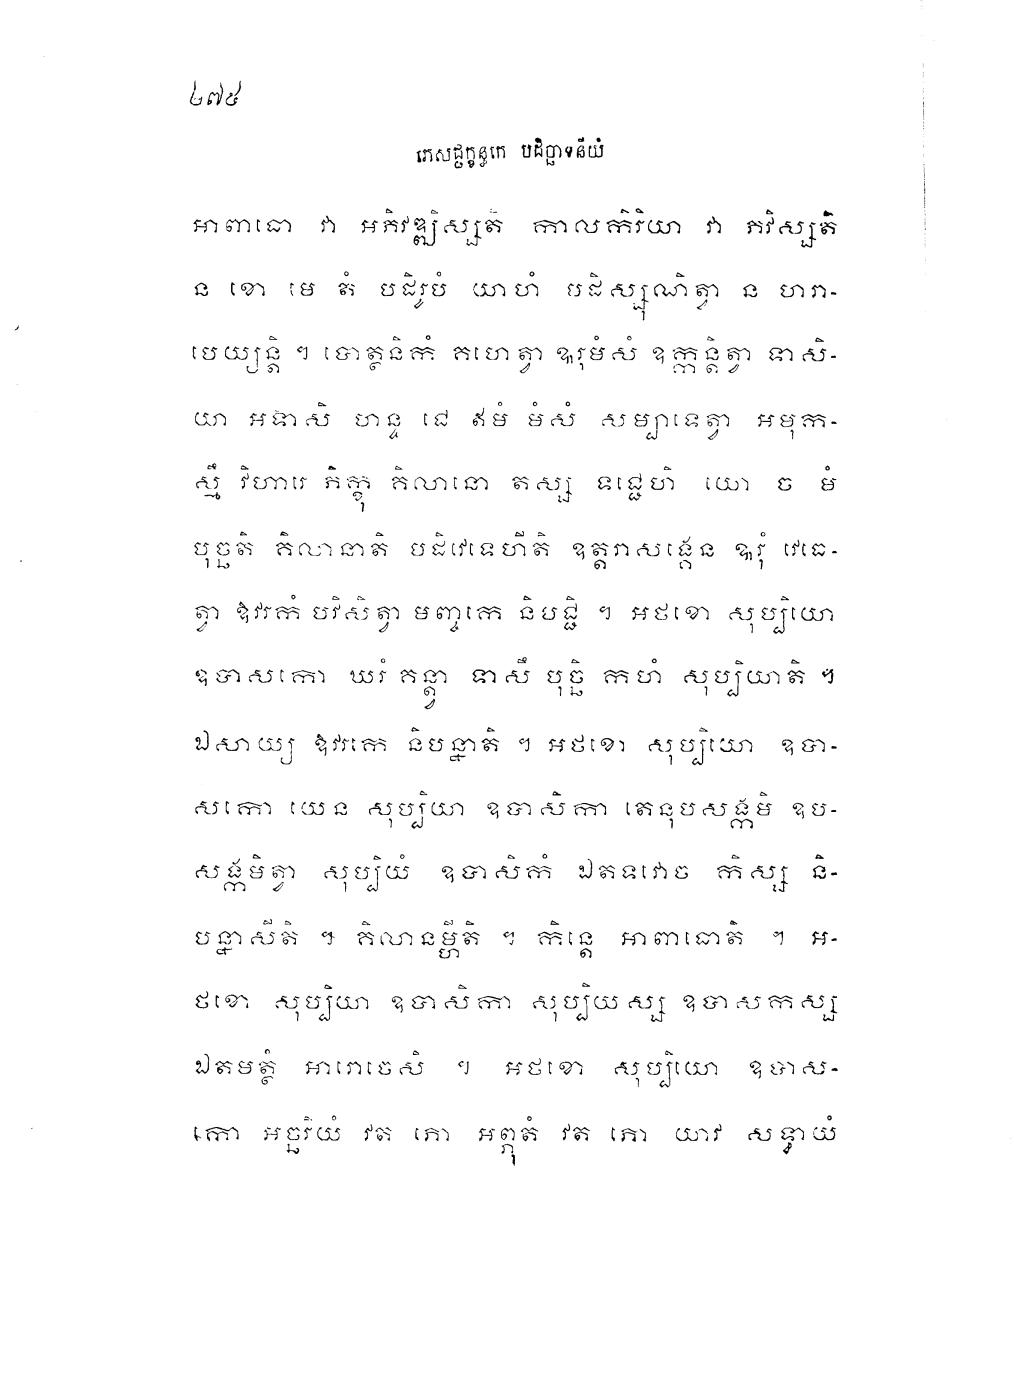 ២៧៥
ភេសជ្ជក្ខន្ធកេ បដិច្ឆាទនីយំ
អាពាធោ វា អភិវឌ្ឍិស្សតិ កាលកិរិយា វា ភវិស្សតិ
ន ខោ មេ តំ បដិរូបំ យាហំ បដិស្សុណិត្វា ន ហរា-
បេយ្យន្តិ ។ បោត្ថនិកំ គហេត្វា ឩរុមំសំ ឧក្កន្តិត្វា ទាសិ-
យា អទាសិ ហន្ទ ជេ ឥមំ មំសំ សម្បាទេត្វា អមុក-
ស្មឹ វិហារេ ភិក្ខុ គិលានោ តស្ស ទជ្ជេហិ យោ ច មំ
បុច្ឆតិ គិលានាតិ បដិវេទេហីតិ ឧត្តរាសង្គេន ឩរុំ វេធេ-
ត្វា ឱវរកំ បវិសិត្វា មញ្ចកេ និបជ្ជិ ។ អថខោ សុប្បិយោ
ឧបាសកោ ឃរំ គន្ត្វា ទាសឹ បុច្ឆិ កហំ សុប្បិយាតិ ។
ឯសាយ្យ ឱវរកេ និបន្នាតិ ។ អថខោ សុប្បិយោ ឧបា-
សកោ យេន សុប្បិយា ឧបាសិកា តេនុបសង្កមិ ឧប-
សង្កមិត្វា សុប្បិយំ ឧបាសិកំ ឯតទវោច កិស្ស និ-
បន្នាសីតិ ។ គិលានម្ហីតិ ។ កិន្តេ អាពាធោតិ ។ អ-
ថខោ សុប្បិយា ឧបាសិកា សុប្បិយស្ស ឧបាសកស្ស
ឯតមត្ថំ អារោចេសិ ។ អថខោ សុប្បិយោ ឧបាស-
កោ អច្ឆរិយំ វត ភោ អព្ភុតំ វត ភោ យាវ សទ្ធាយំ